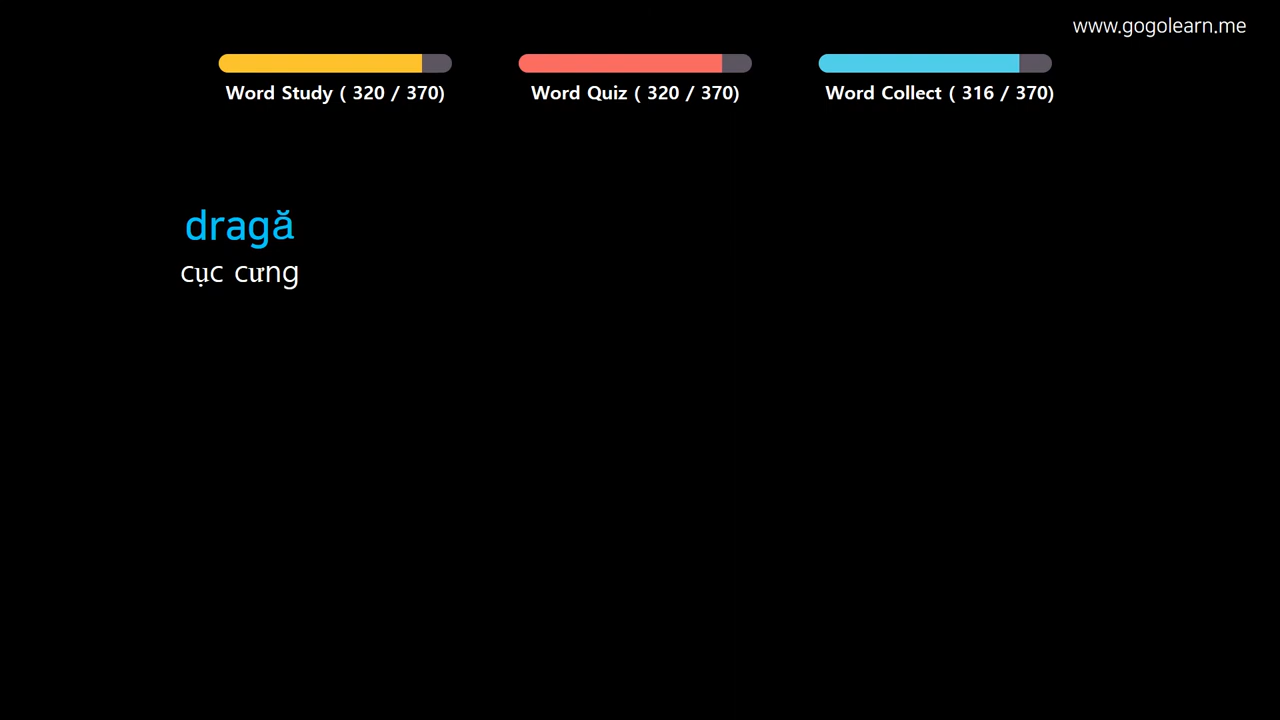 www.gogolearn.me
Word Study ( 320 / 370)
Word Quiz ( 320 / 370)
Word Collect ( 316 / 370)
dragă
cục cưng